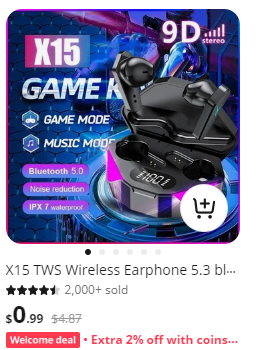 9D
stereo
X15
GAME
GAME MODE
MUSIC MODE
Bluetooth 5.0
Noise reduction
IPX 7 waterproof
X15 TWS Wireless Earphone 5.3 bl...
2,000+ sold
$0.99 $4.87
Welcome deal • Extra 2% off with coins...